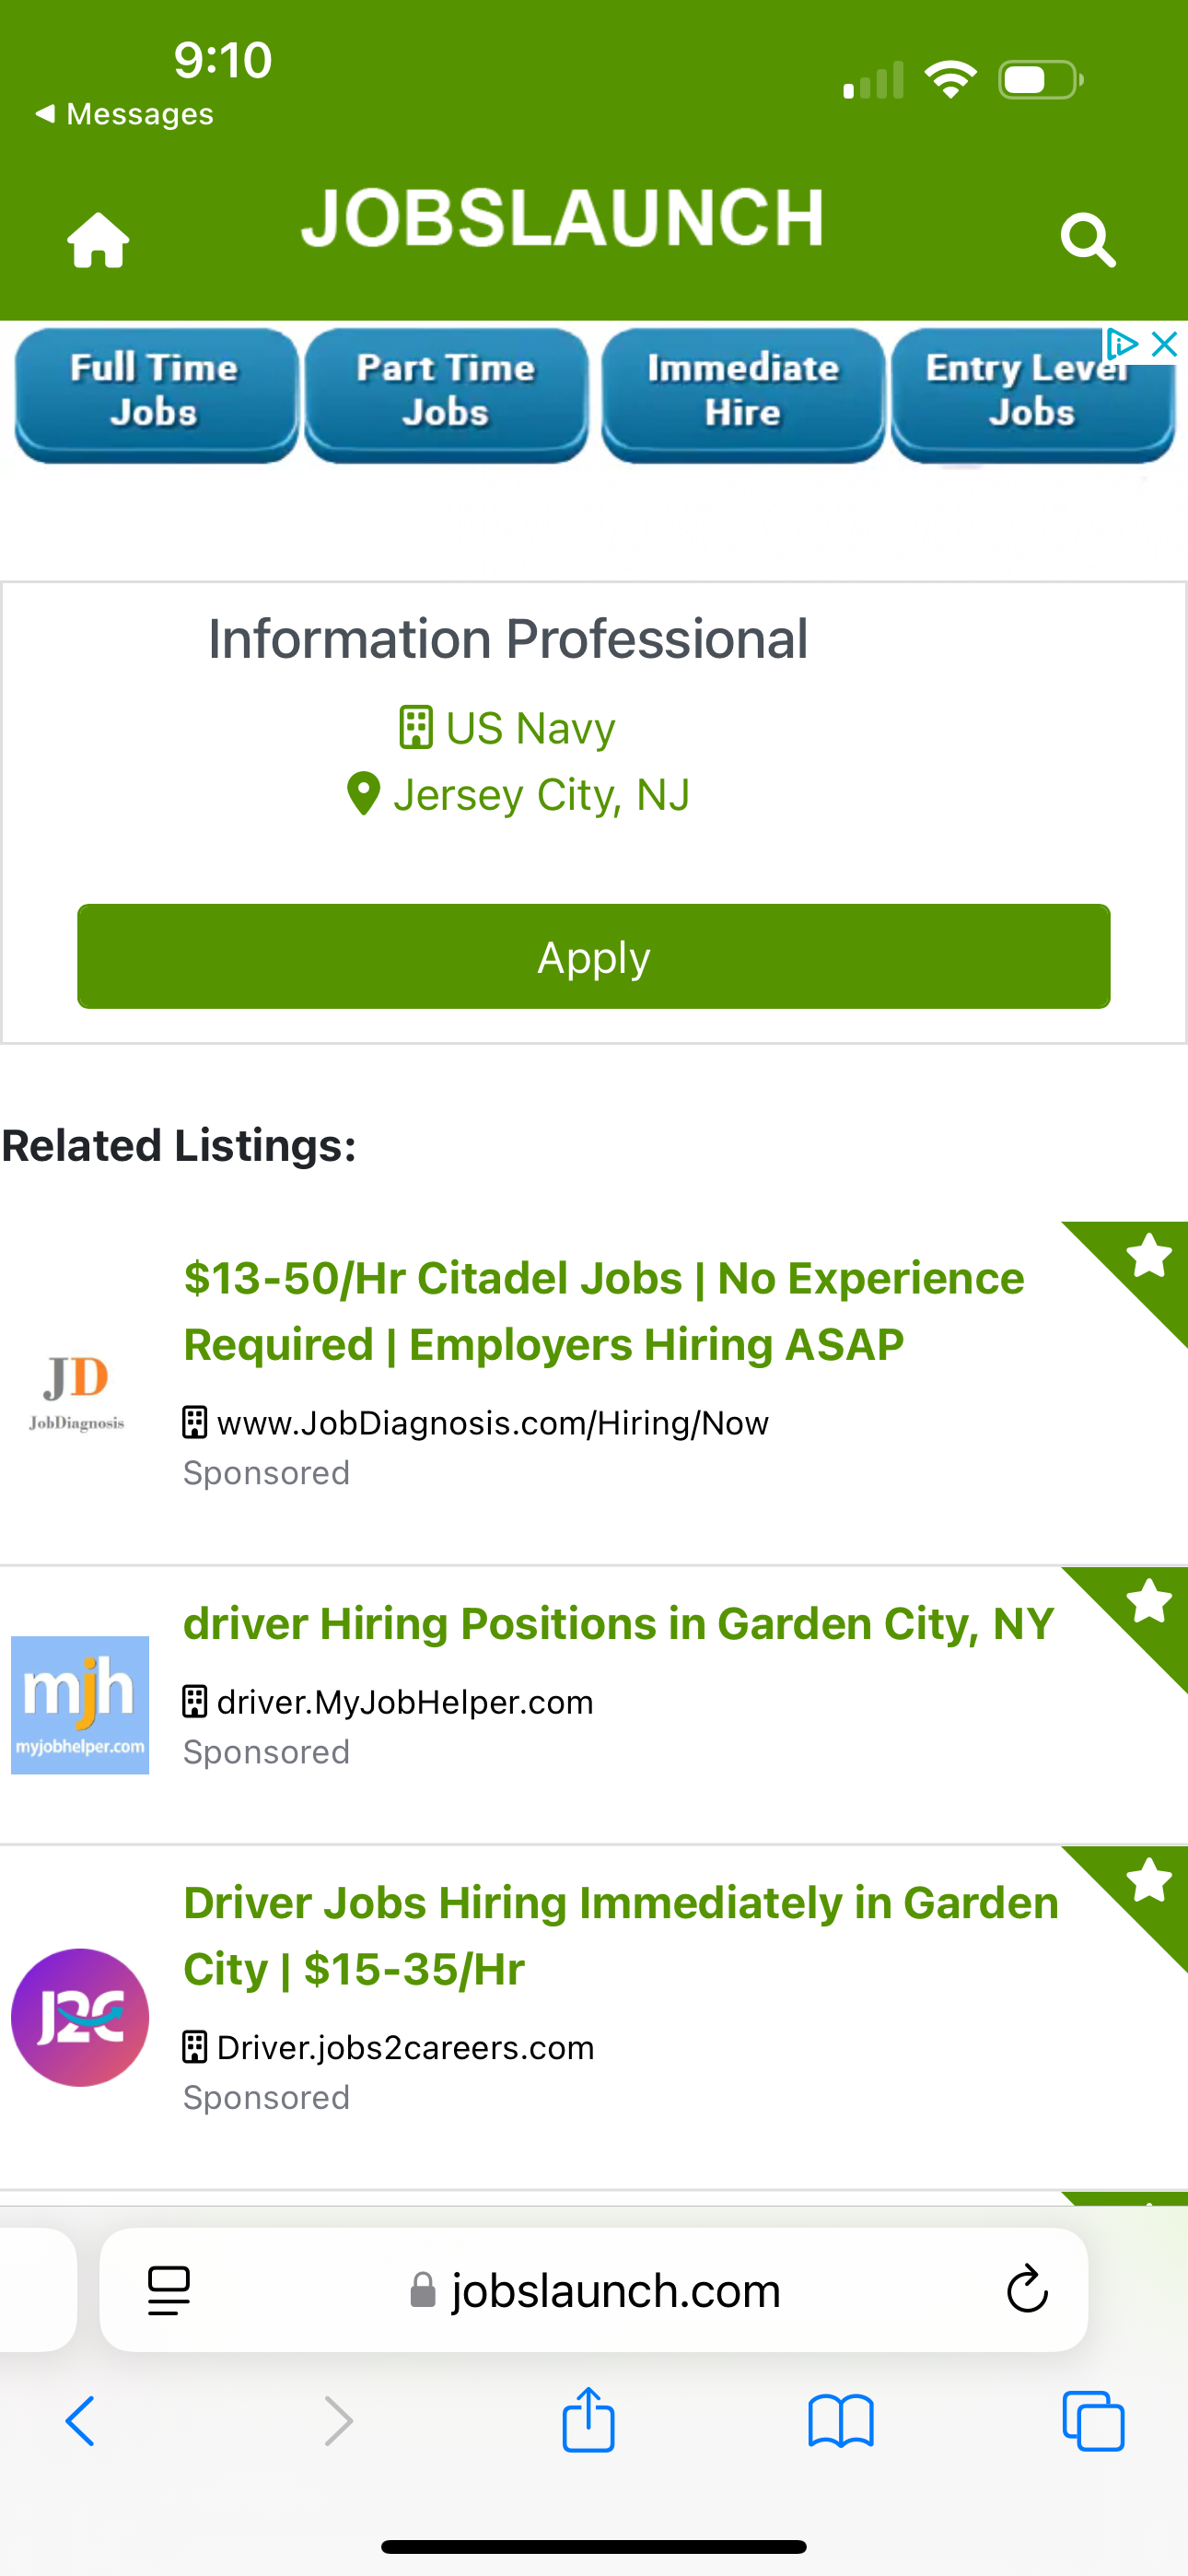 9:10
Messages
JOBSLAUNCH
Full Time
Jobs
Part Time
Jobs
Immediate
Hire
Entry Level
Jobs
Information Professional
US Navy
Jersey City, NJ
Apply
Related Listings:
$13-50/Hr Citadel Jobs | No Experience
Required | Employers Hiring ASAP
JD
JobDiagnosis
www.JobDiagnosis.com/Hiring/Now
Sponsored
driver Hiring Positions in Garden City, NY
mjh
myjobhelper.com
driver.MyJobHelper.com
Sponsored
Driver Jobs Hiring Immediately in Garden
City | $15-35/Hr
J2C
Driver.jobs2careers.com
Sponsored
jobslaunch.com